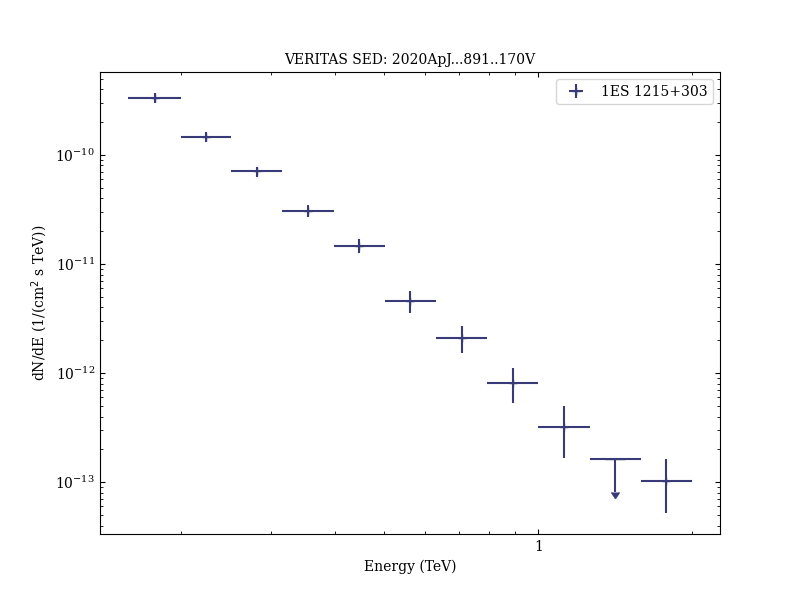 VERITAS SED: 2020ApJ...891..170V
1ES 1215+303
dN/dE (1/(cm² s TeV))
10⁻¹⁰
10⁻¹¹
10⁻¹²
10⁻¹³
1
Energy (TeV)